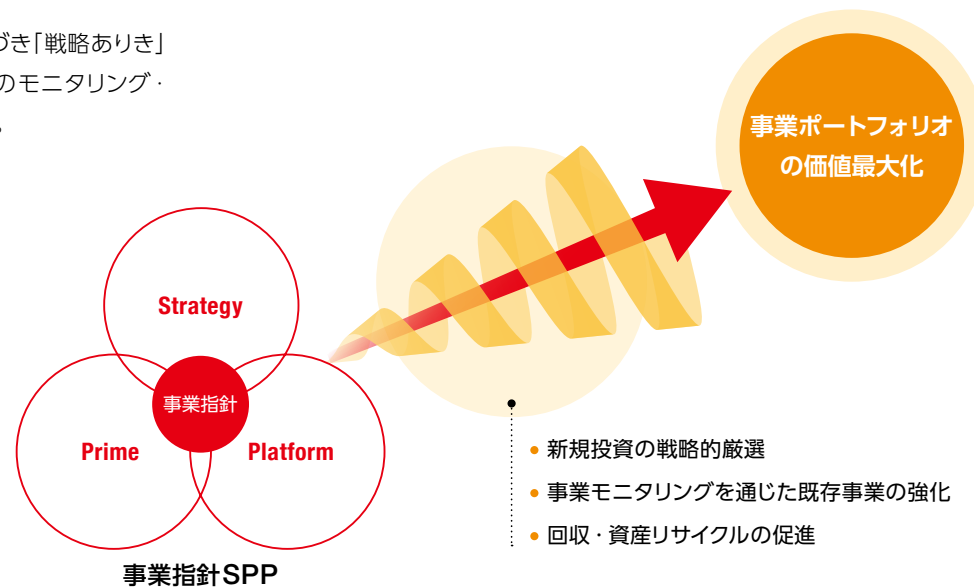 づき「戦略ありき」
のモニタリング・
。
事業ポートフォリオ
の価値最大化
Strategy
事業指針
Prime
Platform
• 新規投資の戦略的厳選
• 事業モニタリングを通じた既存事業の強化
• 回収・資産リサイクルの促進
事業指針SPP